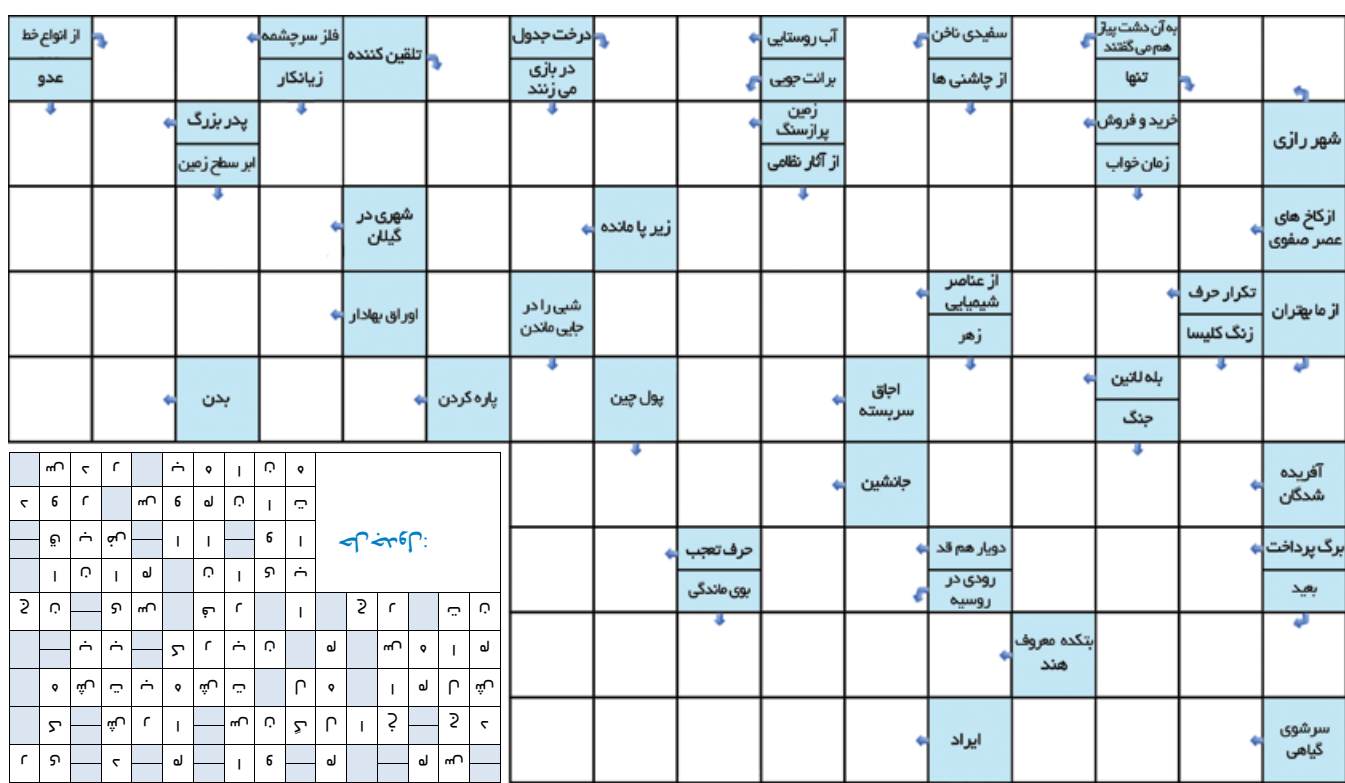 به آن دشت پیاز
هم می گفتند
تنها
سفیدی ناخن
از چاشنی ها
آب روستایی
برائت جویی
درخت جدول
در بازی
می زنند
تلقین کننده
فلز سرچشمه
زیانکار
از انواع خط
عدو
شهر رازی
خرید و فروش
زمان خواب
زمین
پرازسنگ
از آثار نظامی
پدر بزرگ
ابر سطح زمین
ازکاخ های
عصر صفوی
زیر پا مانده
شهری در
گیلان
از ما بهتران
تکرار حرف
زنگ کلیسا
از عناصر
شیمیایی
زهر
شبی را در
جایی ماندن
اوراق بهادار
بله لاتین
جنگ
اجاق
سربسته
پول چین
پاره کردن
بدن
آفریده
شدگان
جانشین
برگ پرداخت
بعید
دویار هم قد
رودی در
روسیه
حرف تعجب
بوی ماندگی
بتکده معروف
هند
سرشوی
گیاهی
ایراد
حل جدول:
ر ی د م ا و م م س
ک ش ر ا س ن گ ل ا خ ج د
ه ش ت ب ه ش ت ل ه ا م ل ش
ب ب ک ر ب ن م س ه ا م
ج ن ی س ف ر ا ج ر ت ن
ا ن ا م ن ا ی ب
ق ب ض ا ا و ا
د و ر س و م ن ا ت
س د ر ب ه ا ن ه